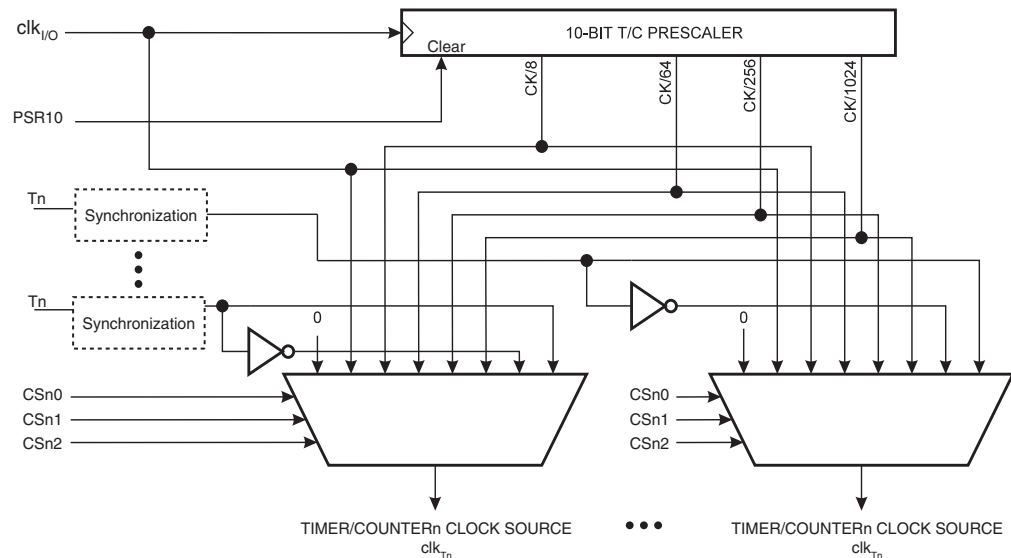 clkI/O
10-BIT T/C PRESCALER
Clear
CK/8
CK/64
CK/256
CK/1024
PSR10
Tn
Synchronization
Tn
Synchronization
0
0
CSn0
CSn1
CSn2
CSn0
CSn1
CSn2
TIMER/COUNTERn CLOCK SOURCE
clkTn
TIMER/COUNTERn CLOCK SOURCE
clkTn